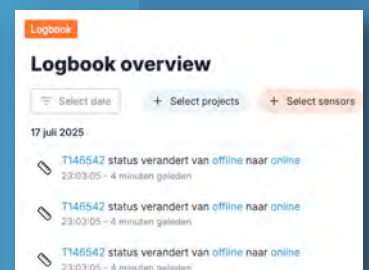 Logbook
Logbook overview
Select date + Select projects + Select sensors
17 juli 2025
T146542 status verandert van offline naar online
23:03:05 - 4 minuten geleden
T146542 status verandert van offline naar online
23:03:05 - 4 minuten geleden
T146542 status verandert van offline naar online
23:03:05 - 4 minuten geleden